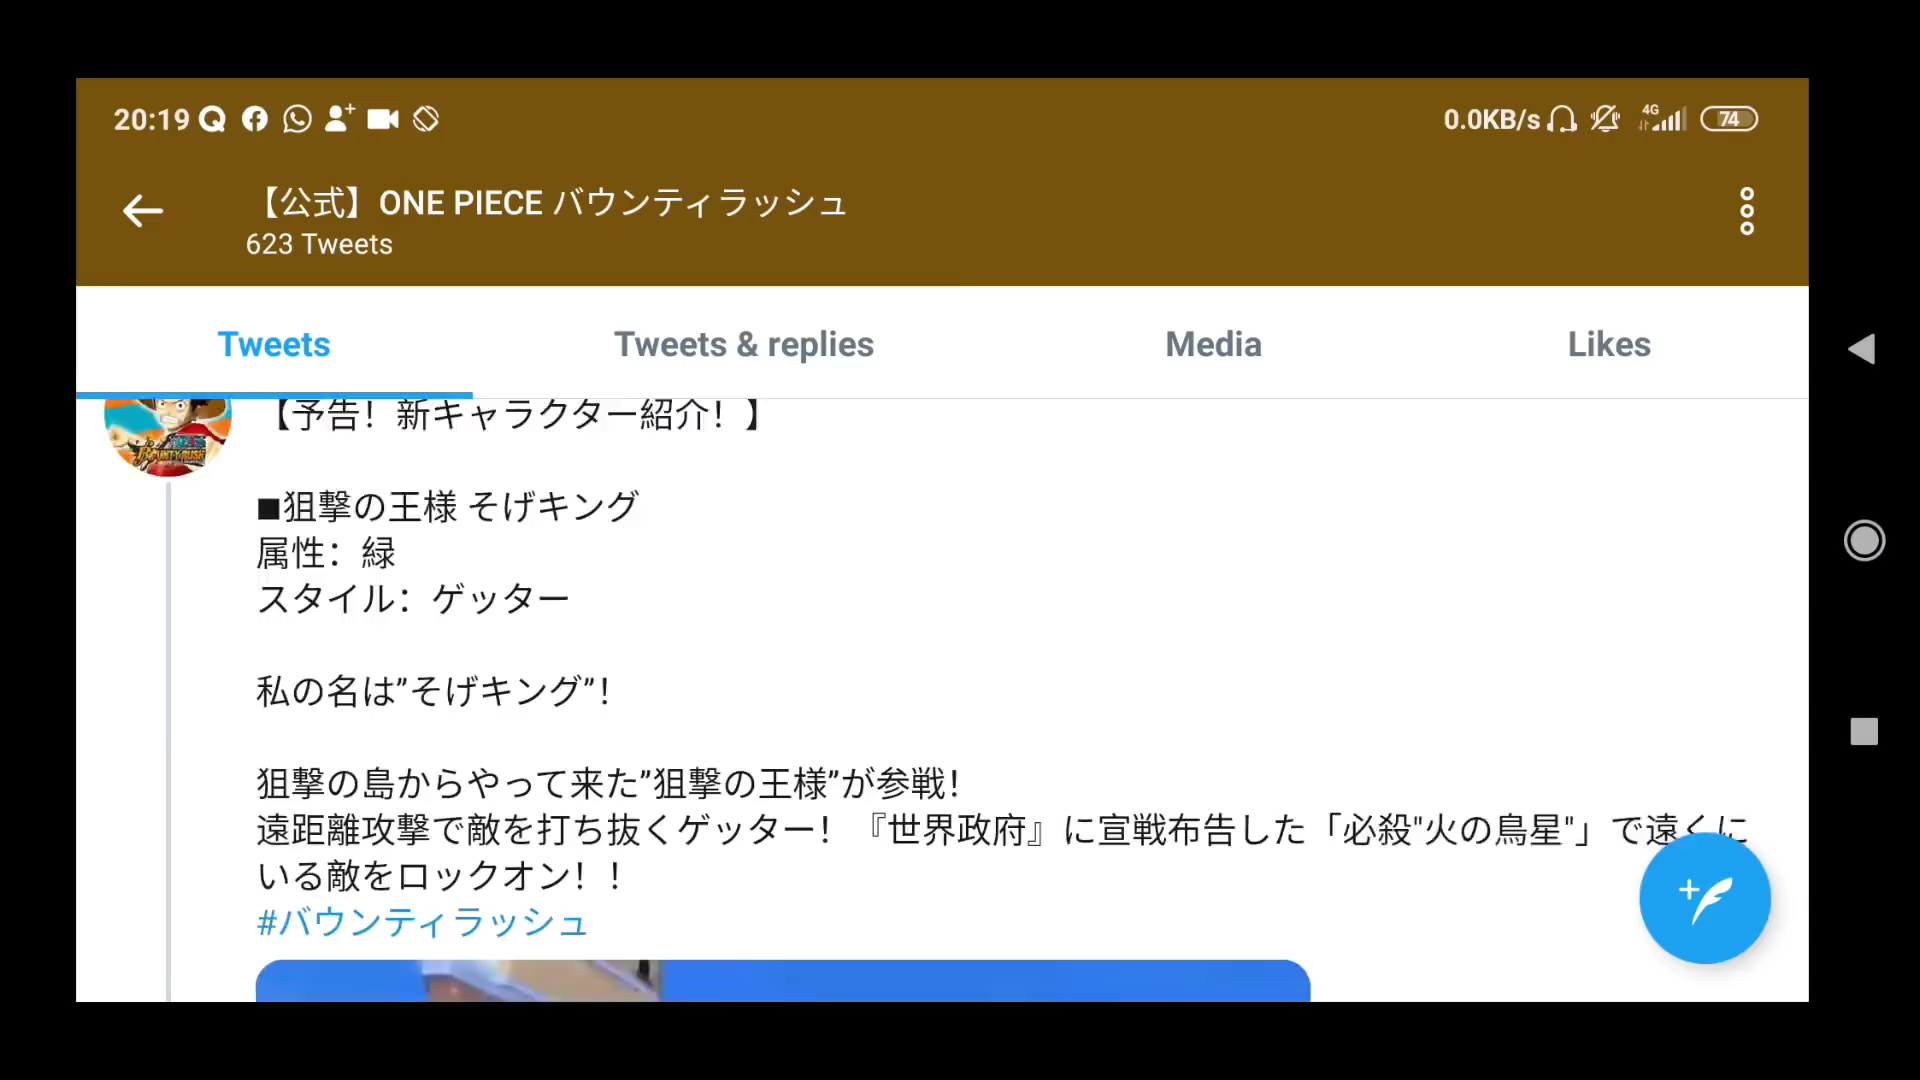 20:19
0.0KB/s
4G
74
【公式】ONE PIECE バウンティラッシュ
623 Tweets
Tweets
Tweets & replies
Media
Likes
BOUNTY RUSH
【予告！新キャラクター紹介！】
■狙撃の王様 そげキング
属性：緑
スタイル：ゲッター
私の名は”そげキング”！
狙撃の島からやって来た”狙撃の王様”が参戦！
遠距離攻撃で敵を打ち抜くゲッター！『世界政府』に宣戦布告した「必殺"火の鳥星"」で遠くに
いる敵をロックオン！！
#バウンティラッシュ